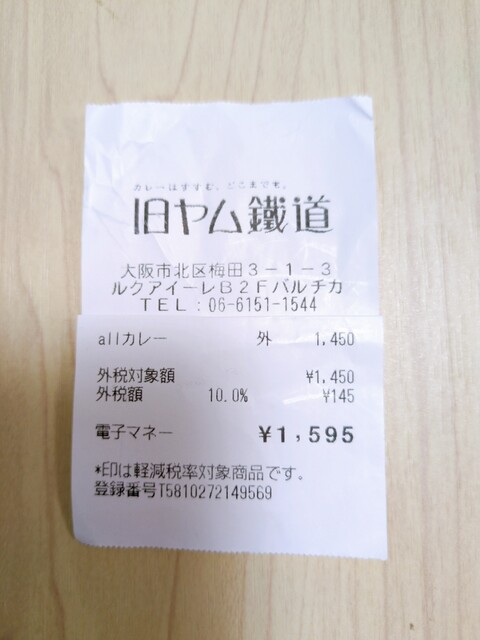 カレーはすすむ、どこまでも。
旧ヤム鐵道
大阪市北区梅田3-1-3
ルクアイーレB2Fバルチカ
TEL:06-6151-1544
allカレー 外 1,450
外税対象額 ¥1,450
外税額 10.0% ¥145
電子マネー ¥1,595
*印は軽減税率対象商品です。
登録番号T5810272149569